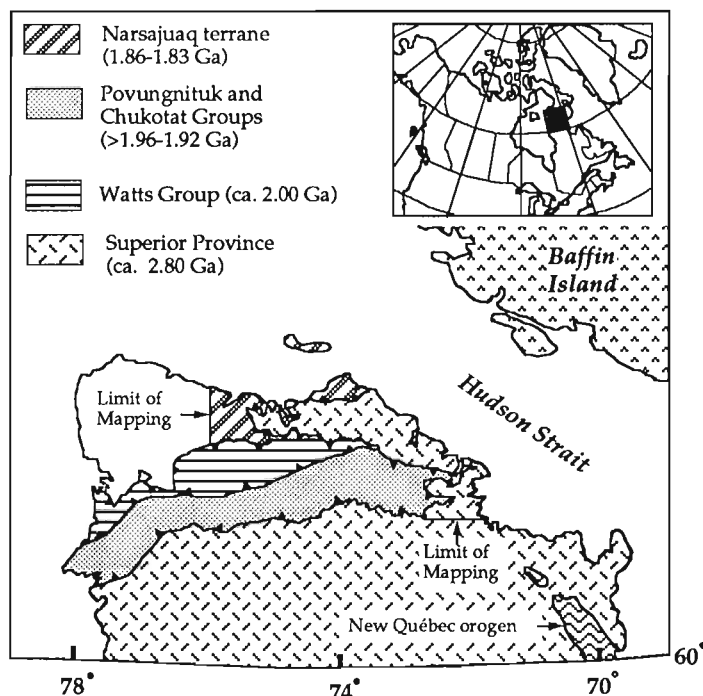 Narsajuaq terrane
(1.86-1.83 Ga)
Povungnituk and
Chukotat Groups
(>1.96-1.92 Ga)
Watts Group (ca. 2.00 Ga)
Superior Province
(ca. 2.80 Ga)
Baffin
Island
Hudson Strait
Limit of
Mapping
Limit of
Mapping
New Québec orogen
60°
78°
74°
70°